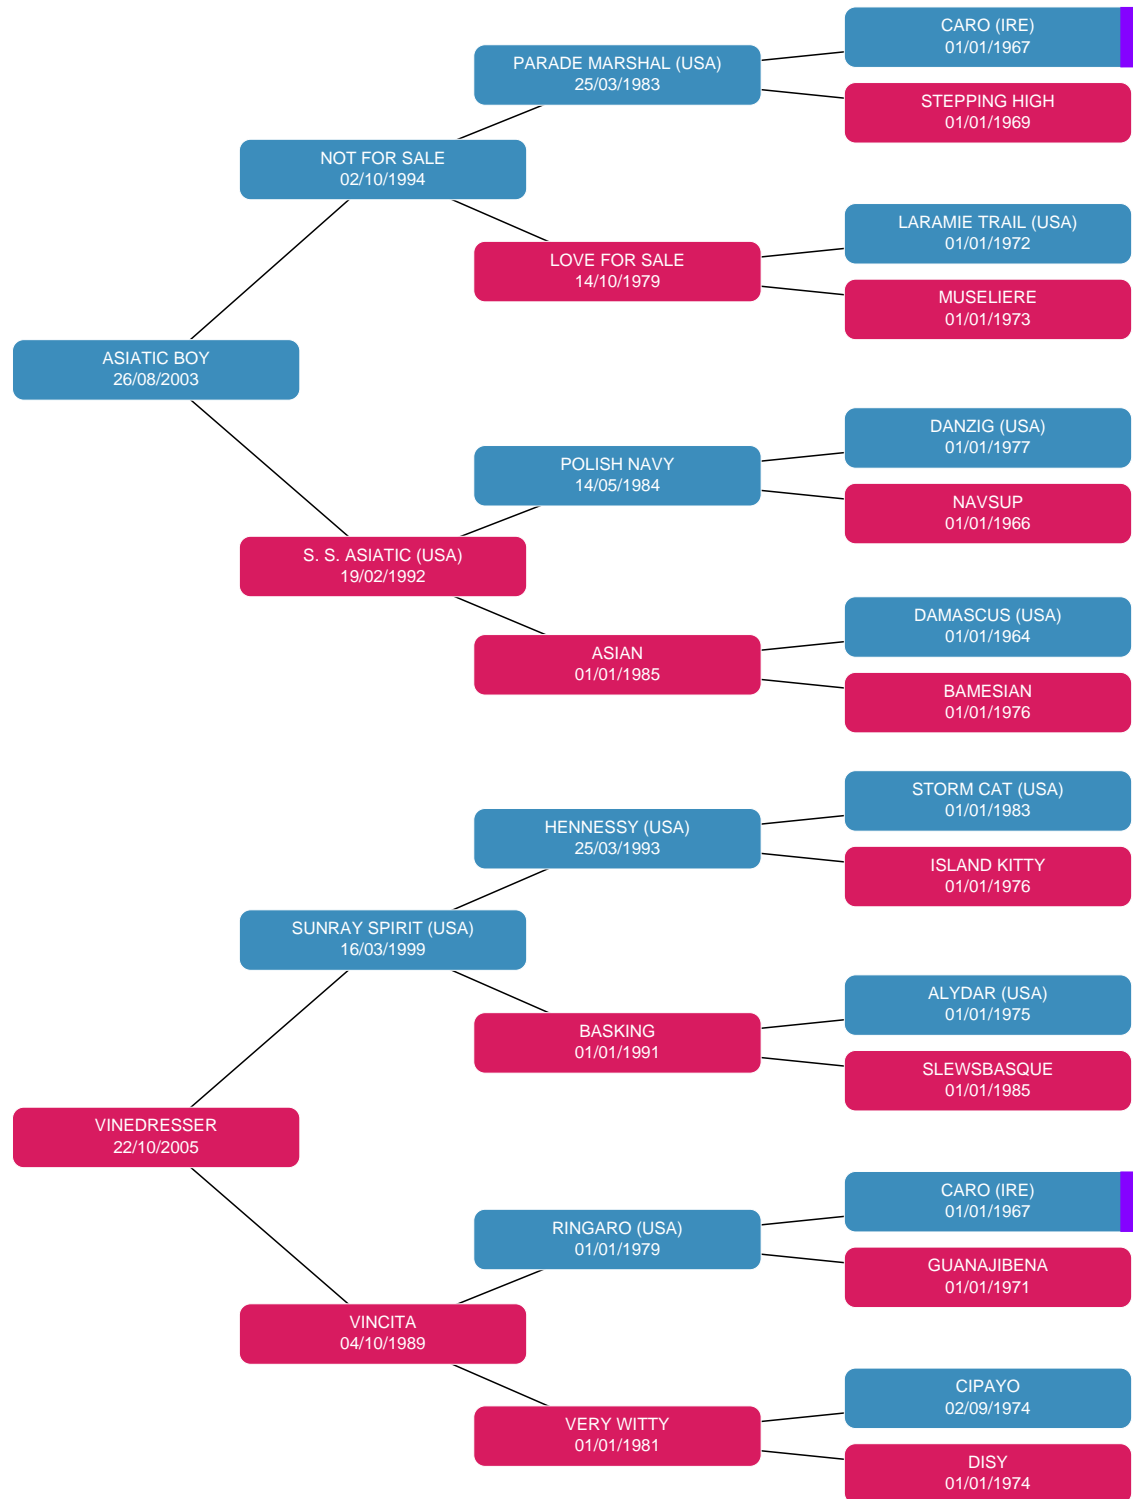 CARO (IRE)
01/01/1967
PARADE MARSHAL (USA)
25/03/1983
STEPPING HIGH
01/01/1969
NOT FOR SALE
02/10/1994
LARAMIE TRAIL (USA)
01/01/1972
LOVE FOR SALE
14/10/1979
MUSELIERE
01/01/1973
ASIATIC BOY
26/08/2003
DANZIG (USA)
01/01/1977
POLISH NAVY
14/05/1984
NAVSUP
01/01/1966
S. S. ASIATIC (USA)
19/02/1992
DAMASCUS (USA)
01/01/1964
ASIAN
01/01/1985
BAMESIAN
01/01/1976
STORM CAT (USA)
01/01/1983
HENNESSY (USA)
25/03/1993
ISLAND KITTY
01/01/1976
SUNRAY SPIRIT (USA)
16/03/1999
ALYDAR (USA)
01/01/1975
BASKING
01/01/1991
SLEWSBASQUE
01/01/1985
VINEDRESSER
22/10/2005
CARO (IRE)
01/01/1967
RINGARO (USA)
01/01/1979
GUANAJIBENA
01/01/1971
VINCITA
04/10/1989
CIPAYO
02/09/1974
VERY WITTY
01/01/1981
DISY
01/01/1974